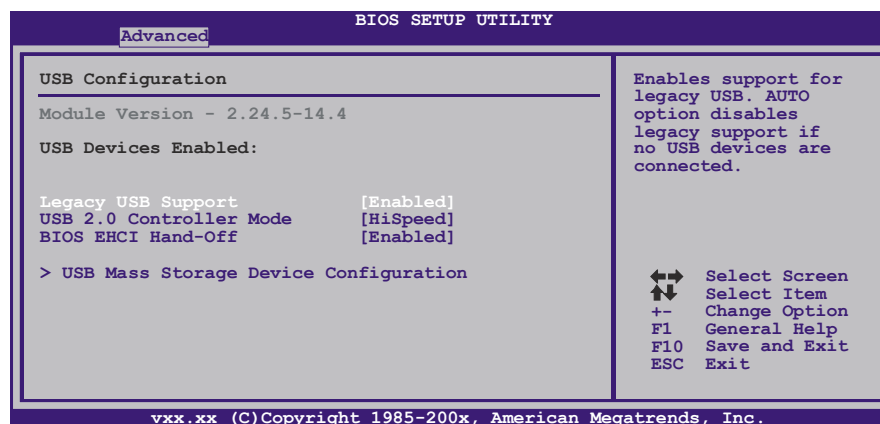 BIOS SETUP UTILITY
Advanced
USB Configuration
Module Version - 2.24.5-14.4
USB Devices Enabled:
Legacy USB Support [Enabled]
USB 2.0 Controller Mode [HiSpeed]
BIOS EHCI Hand-Off [Enabled]
> USB Mass Storage Device Configuration
Enables support for
legacy USB. AUTO
option disables
legacy support if
no USB devices are
connected.
Select Screen
Select Item
+- Change Option
F1 General Help
F10 Save and Exit
ESC Exit
vxx.xx (C)Copyright 1985-200x, American Megatrends, Inc.